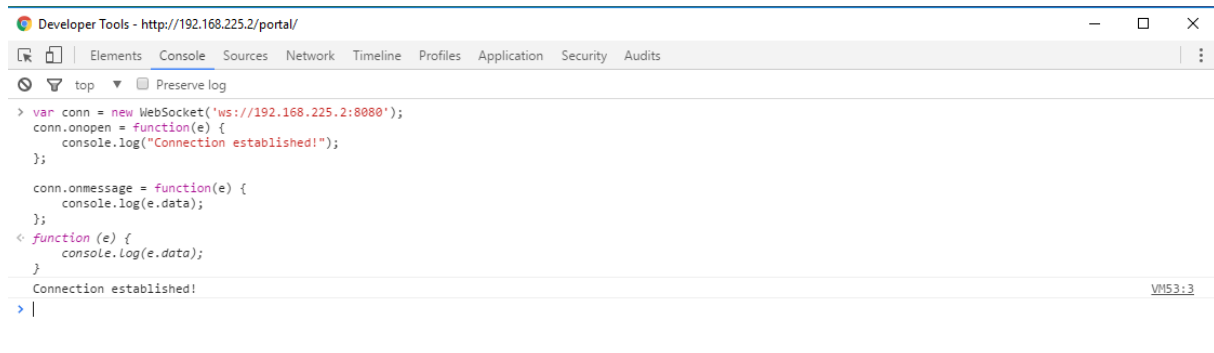 Developer Tools - http://192.168.225.2/portal/
Elements Console Sources Network Timeline Profiles Application Security Audits
top ▼ Preserve log
> var conn = new WebSocket('ws://192.168.225.2:8080');
conn.onopen = function(e) {
    console.log("Connection established!");
};

conn.onmessage = function(e) {
    console.log(e.data);
};
function (e) {
    console.log(e.data);
}
Connection established! VM53:3
>